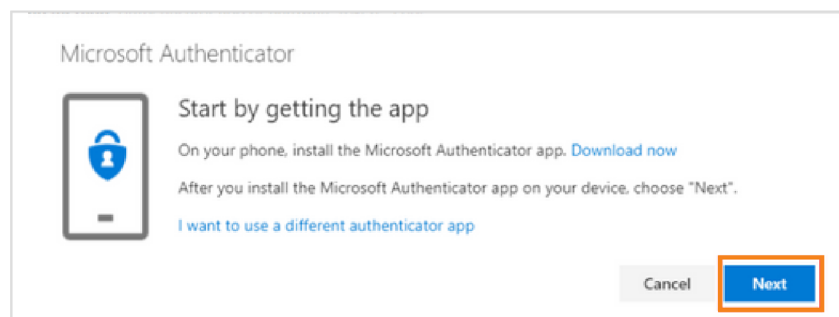 Microsoft Authenticator
Start by getting the app
On your phone, install the Microsoft Authenticator app. Download now
After you install the Microsoft Authenticator app on your device, choose "Next".
I want to use a different authenticator app
Cancel Next